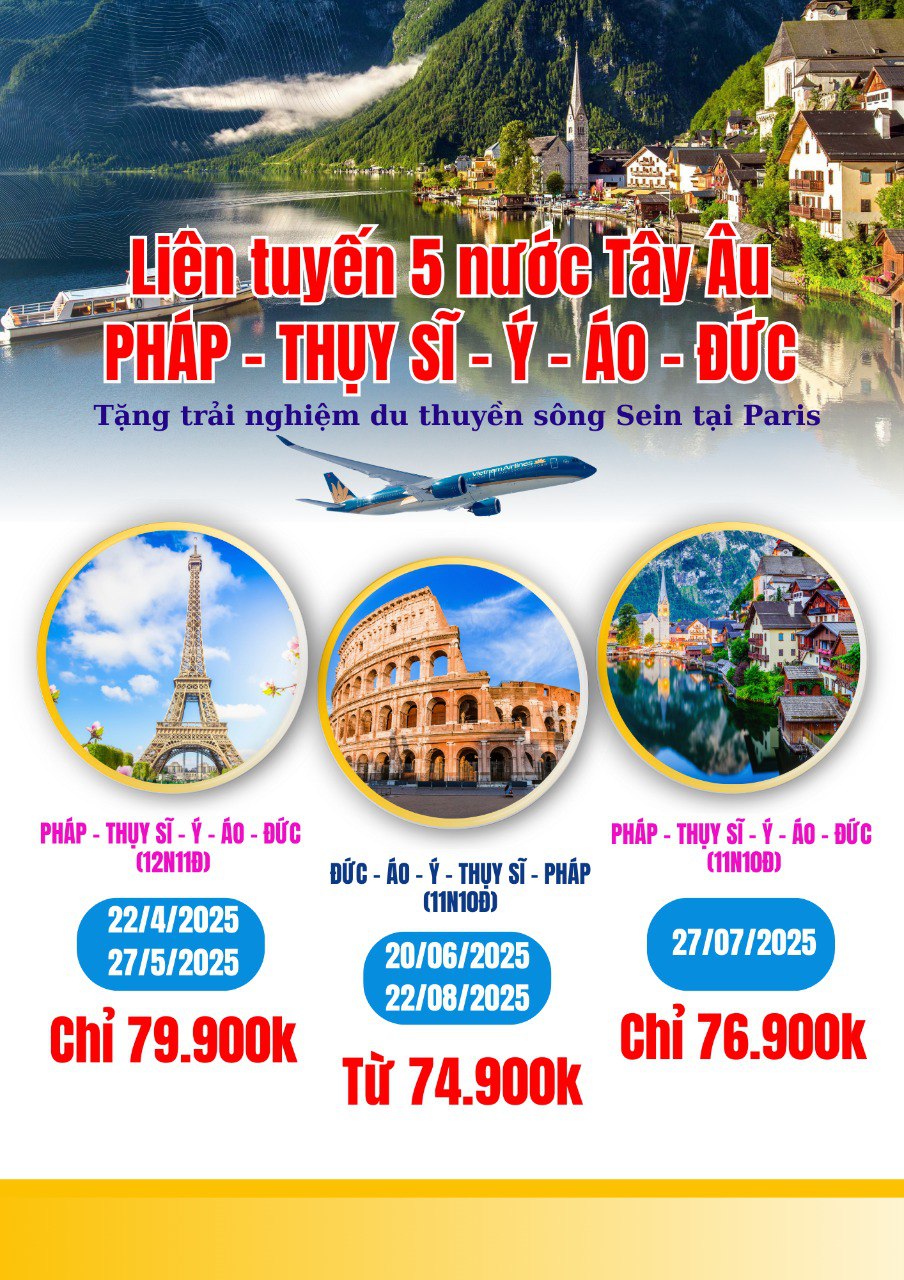 Liên tuyến 5 nước Tây Âu
PHÁP - THỤY SĨ - Ý - ÁO - ĐỨC
Tặng trải nghiệm du thuyền sông Sein tại Paris
Vietnam Airlines
PHÁP - THỤY SĨ - Ý - ÁO - ĐỨC
(12N11Đ)
22/4/2025
27/5/2025
Chỉ 79.900k
ĐỨC - ÁO - Ý - THỤY SĨ - PHÁP
(11N10Đ)
20/06/2025
22/08/2025
Từ 74.900k
PHÁP - THỤY SĨ - Ý - ÁO - ĐỨC
(11N10Đ)
27/07/2025
Chỉ 76.900k